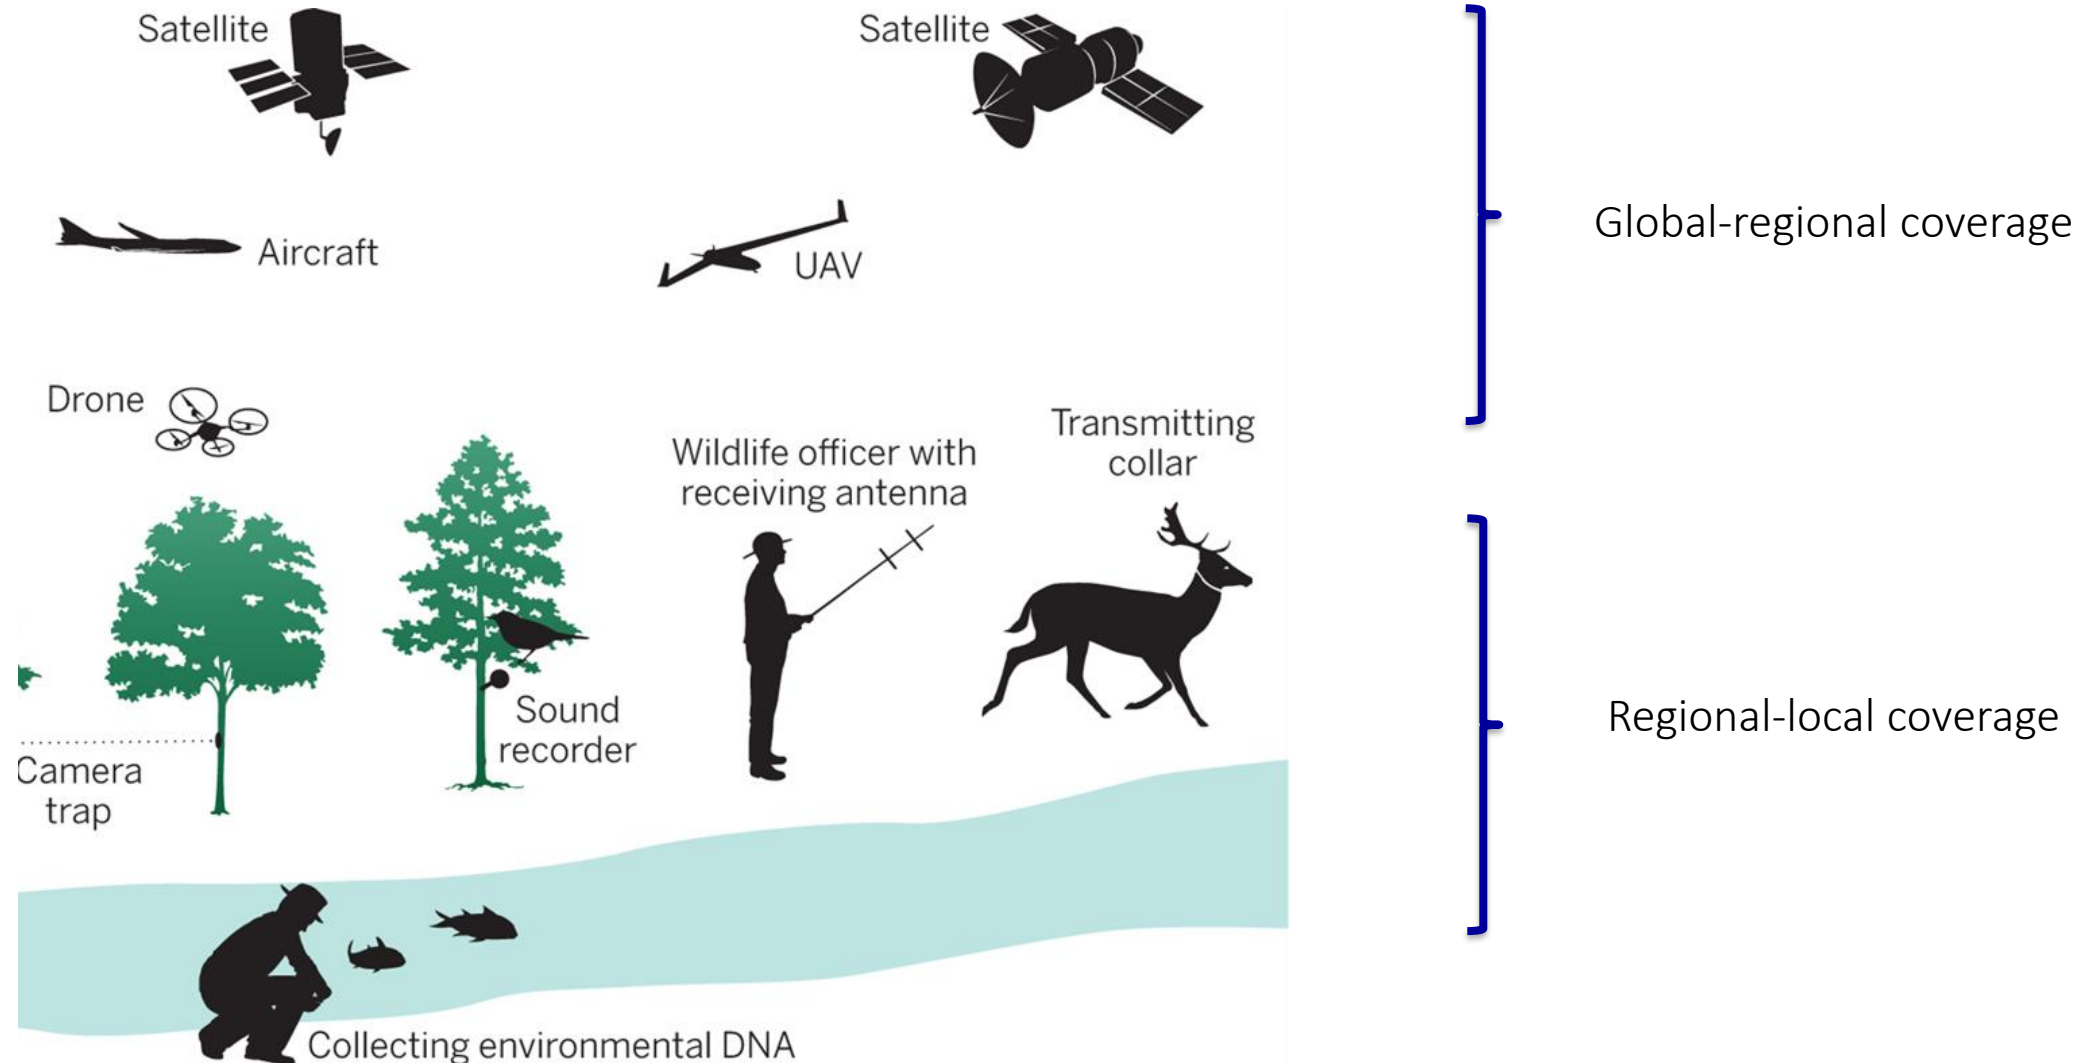 Satellite
Satellite
Aircraft
UAV
Global-regional coverage
Drone
Transmitting
collar
Wildlife officer with
receiving antenna
Sound
recorder
Regional-local coverage
Camera
trap
Collecting environmental DNA